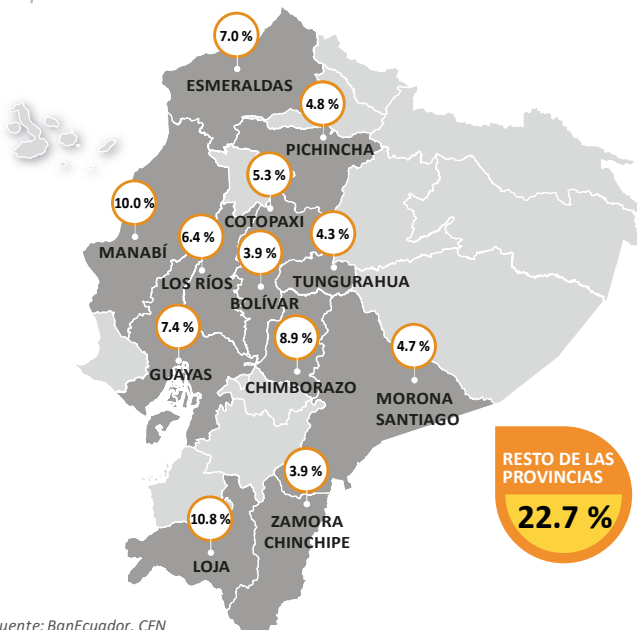 7.0 %
ESMERALDAS
4.8 %
PICHINCHA
5.3 %
COTOPAXI
10.0 %
MANABÍ
6.4 %
LOS RÍOS
3.9 %
BOLÍVAR
4.3 %
TUNGURAHUA
7.4 %
GUAYAS
8.9 %
CHIMBORAZO
4.7 %
MORONA
SANTIAGO
3.9 %
ZAMORA
CHINCHIPE
10.8 %
LOJA
RESTO DE LAS
PROVINCIAS
22.7 %
uente: BanEcuador, CFN